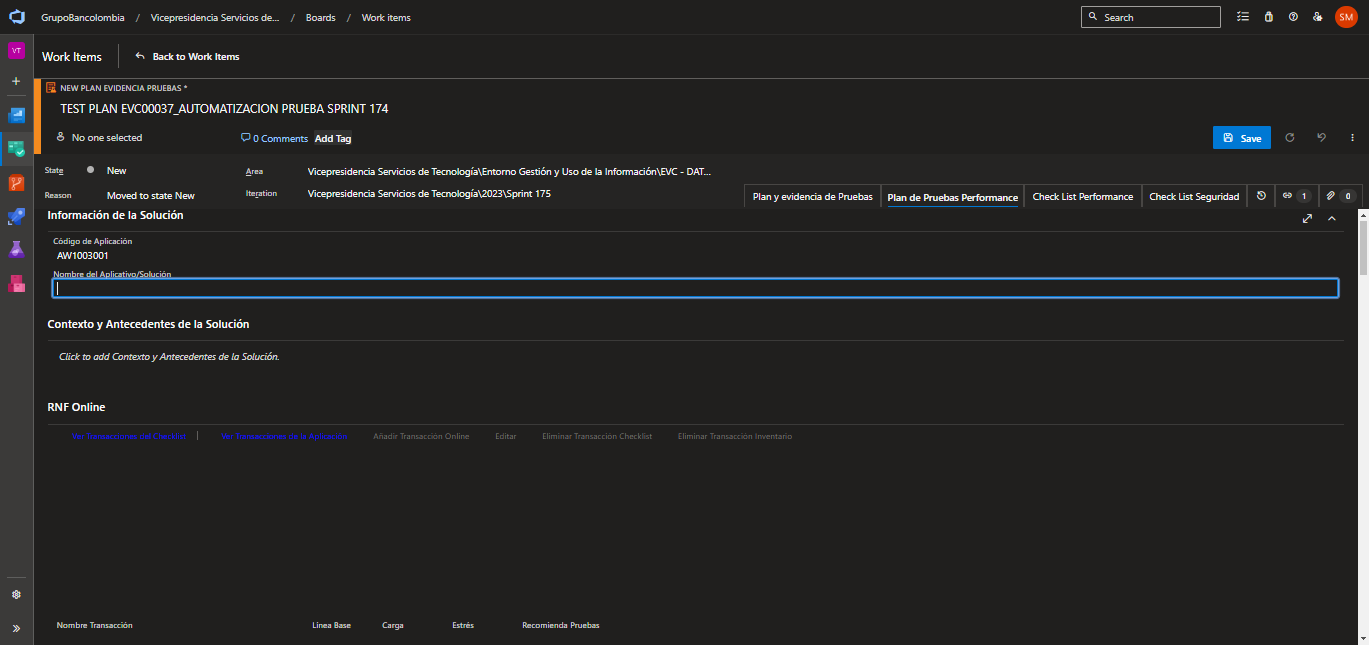 GrupoBancolombia / Vicepresidencia Servicios de... / Boards / Work items
Search
SM
VT
Work Items
Back to Work Items
NEW PLAN EVIDENCIA PRUEBAS *
TEST PLAN EVC00037_AUTOMATIZACION PRUEBA SPRINT 174
No one selected
0 Comments
Add Tag
Save
State
New
Area
Vicepresidencia Servicios de Tecnología\Entorno Gestión y Uso de la Información\EVC - DAT...
Reason
Moved to state New
Iteration
Vicepresidencia Servicios de Tecnología\2023\Sprint 175
Plan y evidencia de Pruebas
Plan de Pruebas Performance
Check List Performance
Check List Seguridad
1
0
Información de la Solución
Código de Aplicación
AW1003001
Nombre del Aplicativo/Solución
Contexto y Antecedentes de la Solución
Click to add Contexto y Antecedentes de la Solución.
RNF Online
Ver Transacciones del Checklist | Ver Transacciones de la Aplicación
Añadir Transacción Online
Editar
Eliminar Transacción Checklist
Eliminar Transacción Inventario
Nombre Transacción
Línea Base
Carga
Estrés
Recomienda Pruebas